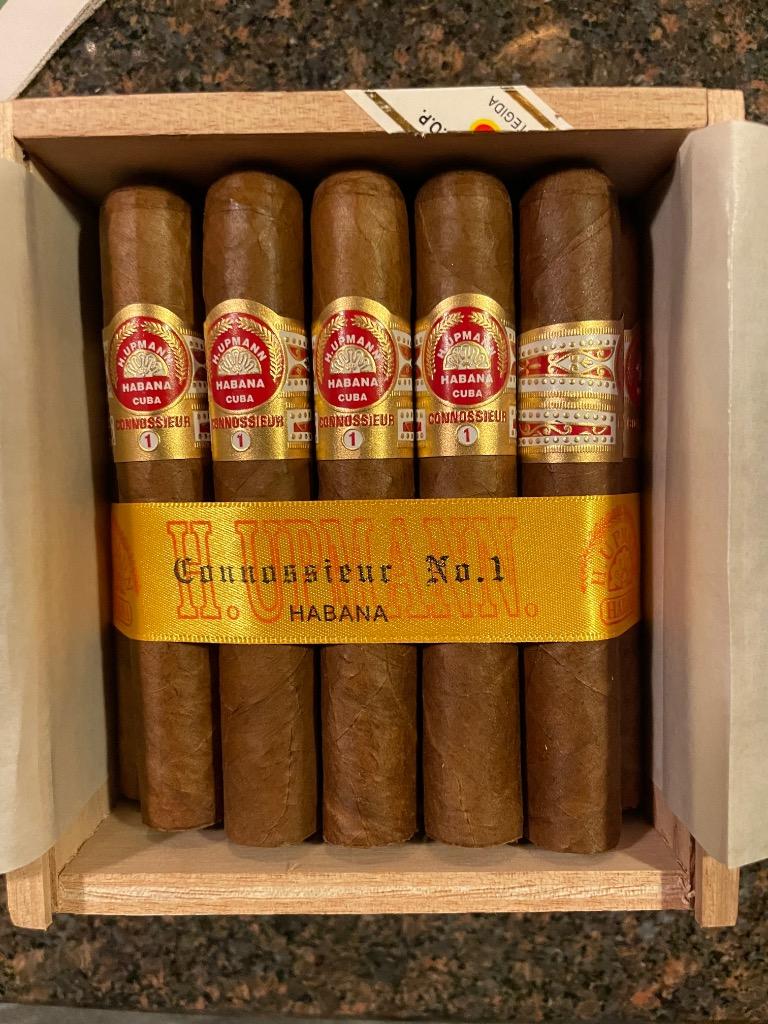 TEGIDA
.O.P.
H.UPMANN
HABANA
CUBA
CONNOSSIEUR
1
H.UPMANN
HABANA
CUBA
CONNOSSIEUR
1
H.UPMANN
HABANA
CUBA
CONNOSSIEUR
1
H.UPMANN
HABANA
CUBA
CONNOSSIEUR
1
H. UPMANN.
Connossieur No.1
HABANA